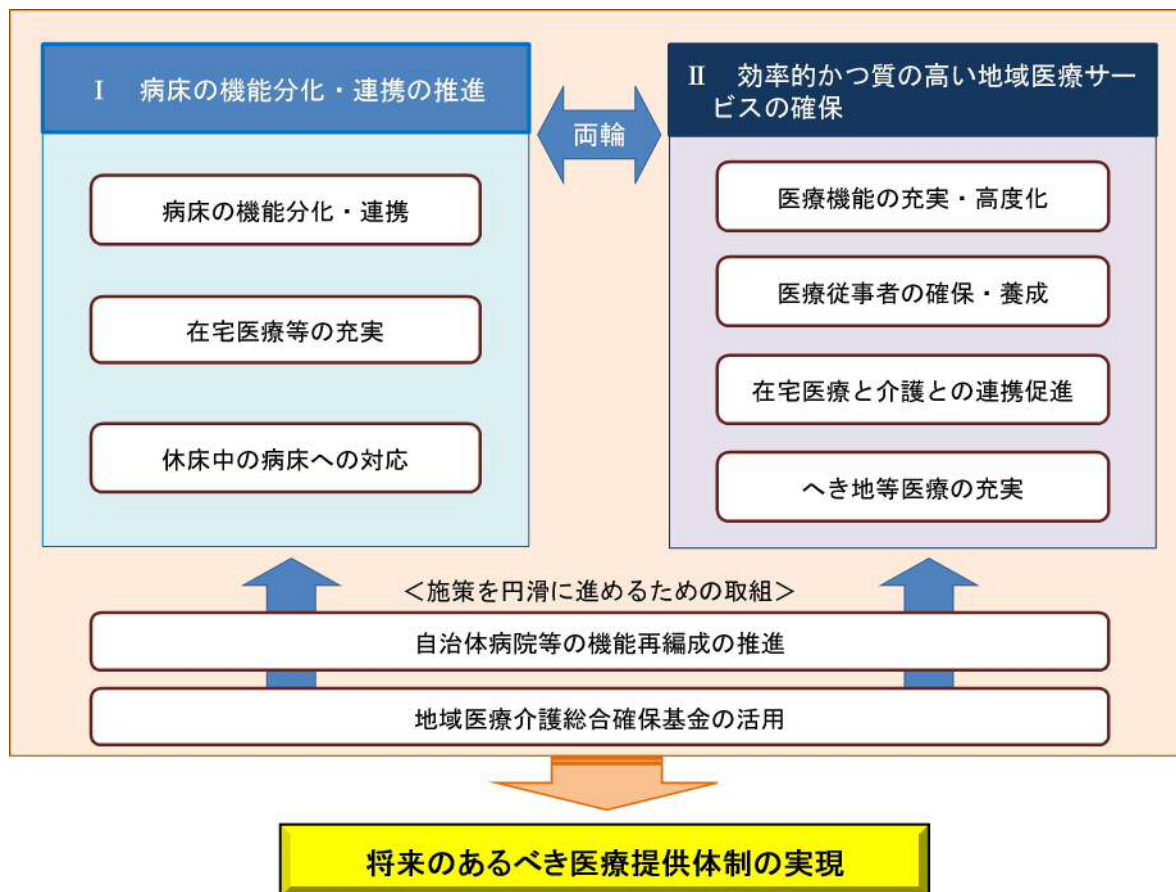 Ⅰ 病床の機能分化・連携の推進
病床の機能分化・連携
在宅医療等の充実
休床中の病床への対応
両輪
Ⅱ 効率的かつ質の高い地域医療サー
ビスの確保
医療機能の充実・高度化
医療従事者の確保・養成
在宅医療と介護との連携促進
へき地等医療の充実
＜施策を円滑に進めるための取組＞
自治体病院等の機能再編成の推進
地域医療介護総合確保基金の活用
将来のあるべき医療提供体制の実現